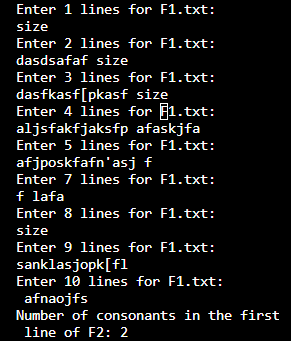 Enter 1 lines for F1.txt:
size
Enter 2 lines for F1.txt:
dasdsafaf size
Enter 3 lines for F1.txt:
dasfkasf[pkasf size
Enter 4 lines for F1.txt:
aljsfakfjaksfp afaskjfa
Enter 5 lines for F1.txt:
afjposkfafn'asj f
Enter 7 lines for F1.txt:
f lafa
Enter 8 lines for F1.txt:
size
Enter 9 lines for F1.txt:
sanklasjopk[fl
Enter 10 lines for F1.txt:
afnaojfs
Number of consonants in the first
line of F2: 2